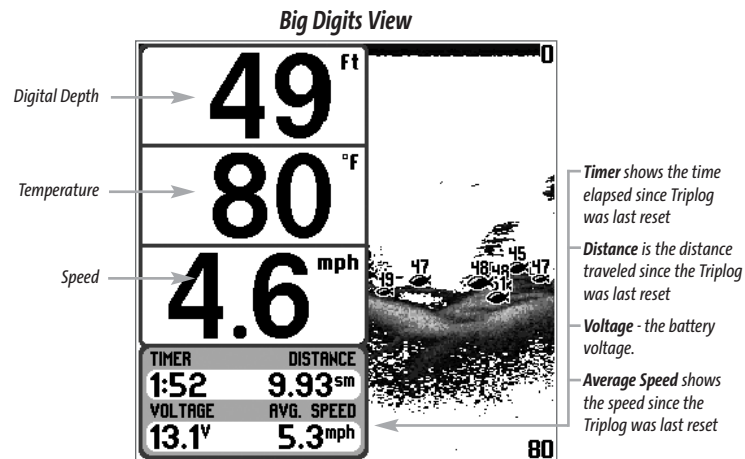 Big Digits View
Digital Depth
49 Ft
Temperature
80 °F
Speed
4.6 mph
TIMER DISTANCE
1:52 9.93sm
VOLTAGE AVG. SPEED
13.1V 5.3mph
0
49
47
48
48
45
47
80
Timer shows the time
elapsed since Triplog
was last reset
Distance is the distance
traveled since the Triplog
was last reset
Voltage - the battery
voltage.
Average Speed shows
the speed since the
Triplog was last reset